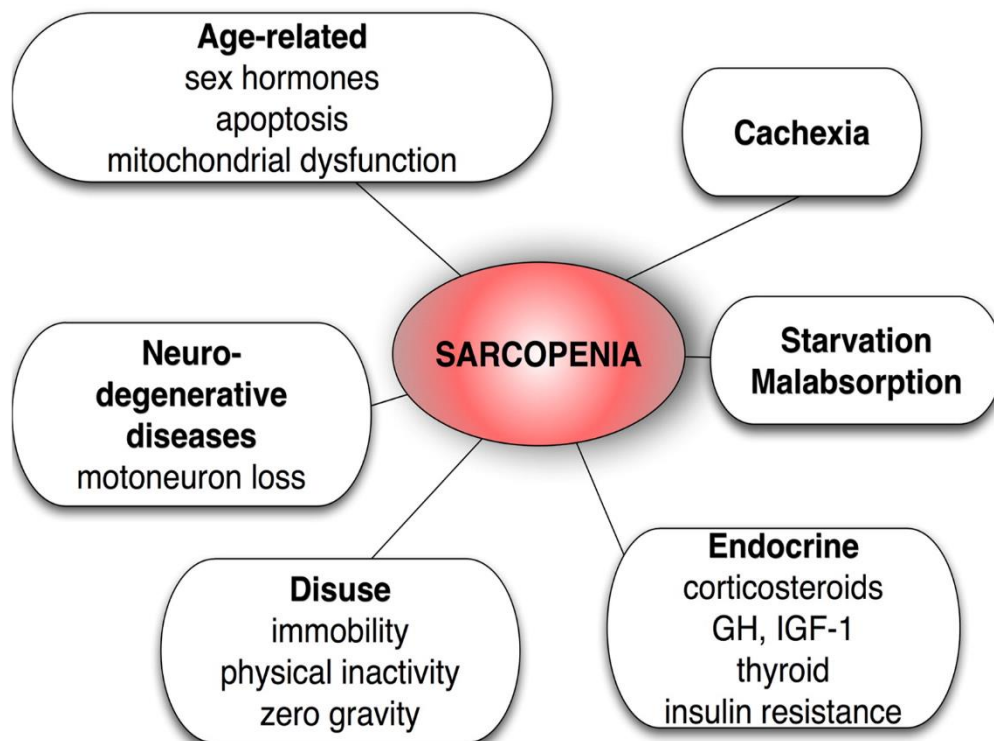 Age-related
sex hormones
apoptosis
mitochondrial dysfunction
Cachexia
SARCOPENIA
Starvation
Malabsorption
Neuro-
degenerative
diseases
motoneuron loss
Disuse
immobility
physical inactivity
zero gravity
Endocrine
corticosteroids
GH, IGF-1
thyroid
insulin resistance